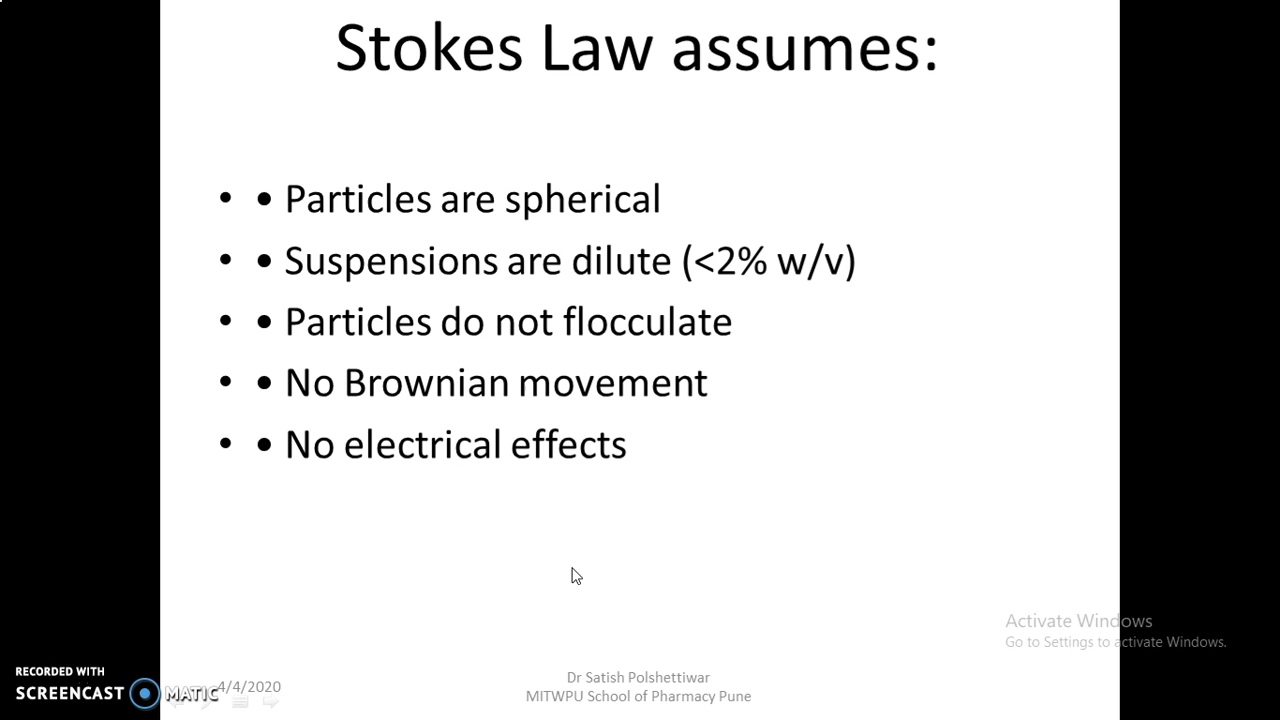 Stokes Law assumes:
• • Particles are spherical
• • Suspensions are dilute (<2% w/v)
• • Particles do not flocculate
• • No Brownian movement
• • No electrical effects
Activate Windows
Go to Settings to activate Windows.
RECORDED WITH
SCREENCAST MATIC
4/4/2020
Dr Satish Polshettiwar
MITWPU School of Pharmacy Pune